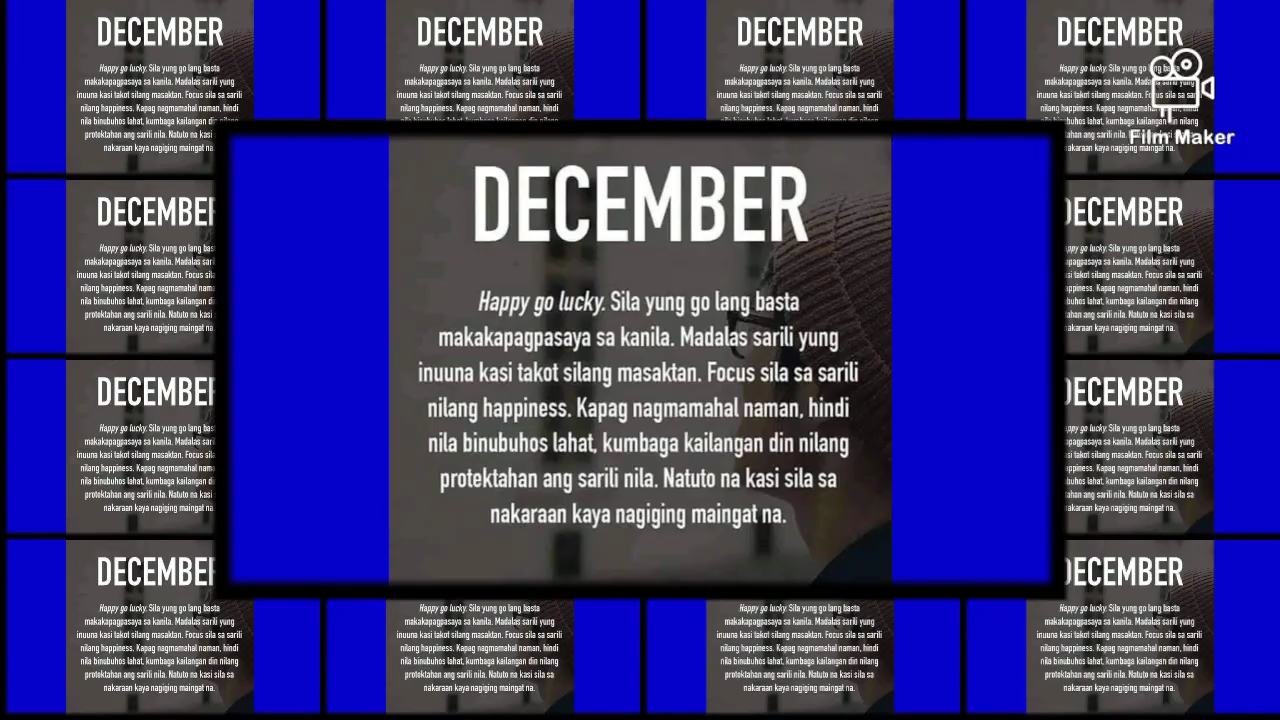 DECEMBER
Happy go lucky. Sila yung go lang basta
makakapagpasaya sa kanila. Madalas sarili yung
inuuna kasi takot silang masaktan. Focus sila sa sarili
nilang happiness. Kapag nagmamahal naman, hindi
nila binubuhos lahat, kumbaga kailangan din nilang
protektahan ang sarili nila. Natuto na kasi sila sa
nakaraan kaya nagiging maingat na.
Film Maker